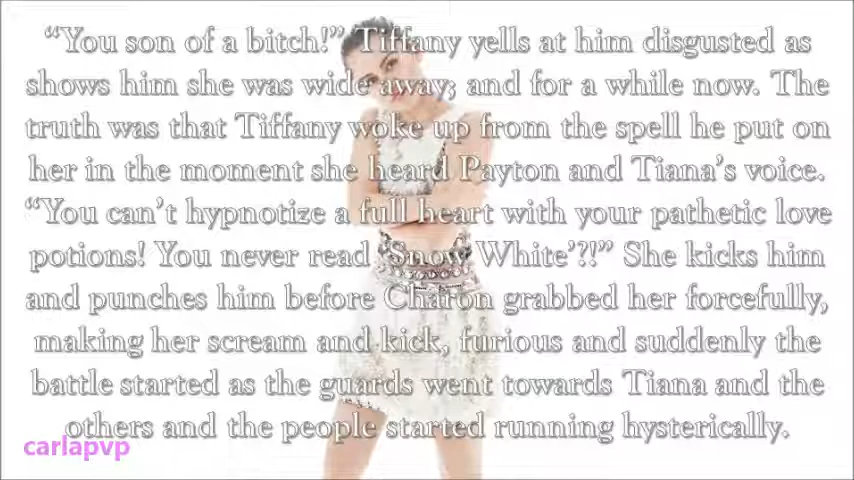 “You son of a bitch!” Tiffany yells at him disgusted as
shows him she was wide away; and for a while now. The
truth was that Tiffany woke up from the spell he put on
her in the moment she heard Payton and Tiana’s voice.
“You can’t hypnotize a full heart with your pathetic love
potions! You never read ‘Snow White’?!” She kicks him
and punches him before Charon grabbed her forcefully,
making her scream and kick, furious and suddenly the
battle started as the guards went towards Tiana and the
others and the people started running hysterically.
carlapvp